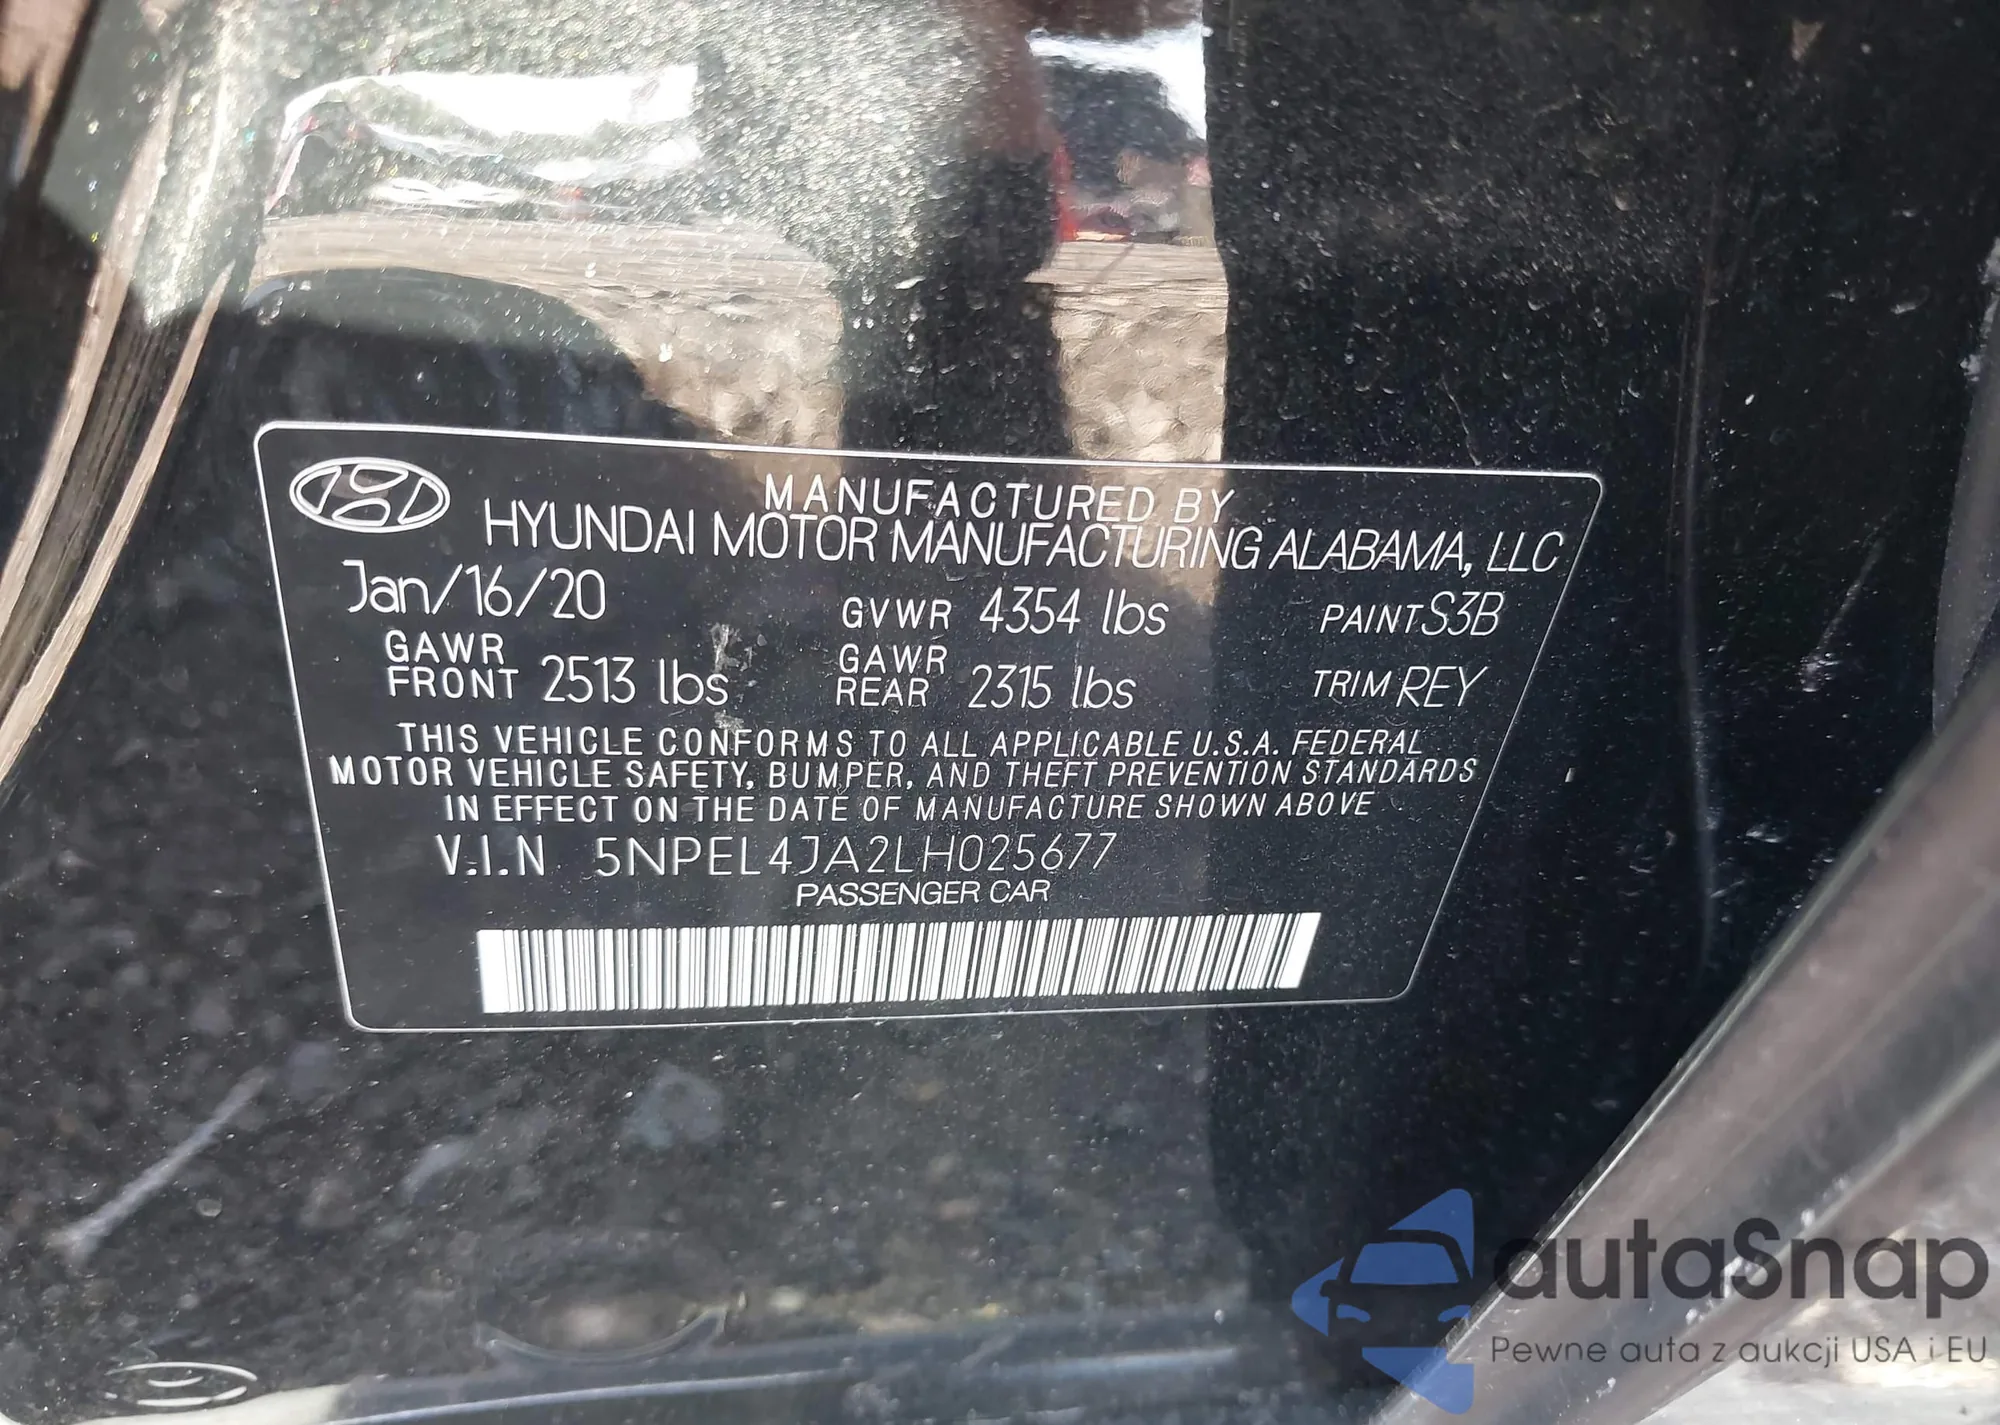 MANUFACTURED BY
HYUNDAI MOTOR MANUFACTURING ALABAMA, LLC
Jan/16/20 GVWR 4354 lbs PAINT S3B
GAWR FRONT 2513 lbs GAWR REAR 2315 lbs TRIM REY
THIS VEHICLE CONFORMS TO ALL APPLICABLE U.S.A. FEDERAL
MOTOR VEHICLE SAFETY, BUMPER, AND THEFT PREVENTION STANDARDS
IN EFFECT ON THE DATE OF MANUFACTURE SHOWN ABOVE
V.I.N 5NPEL4JA2LH025677
PASSENGER CAR
autaSnap
Pewne auta z aukcji USA i EU